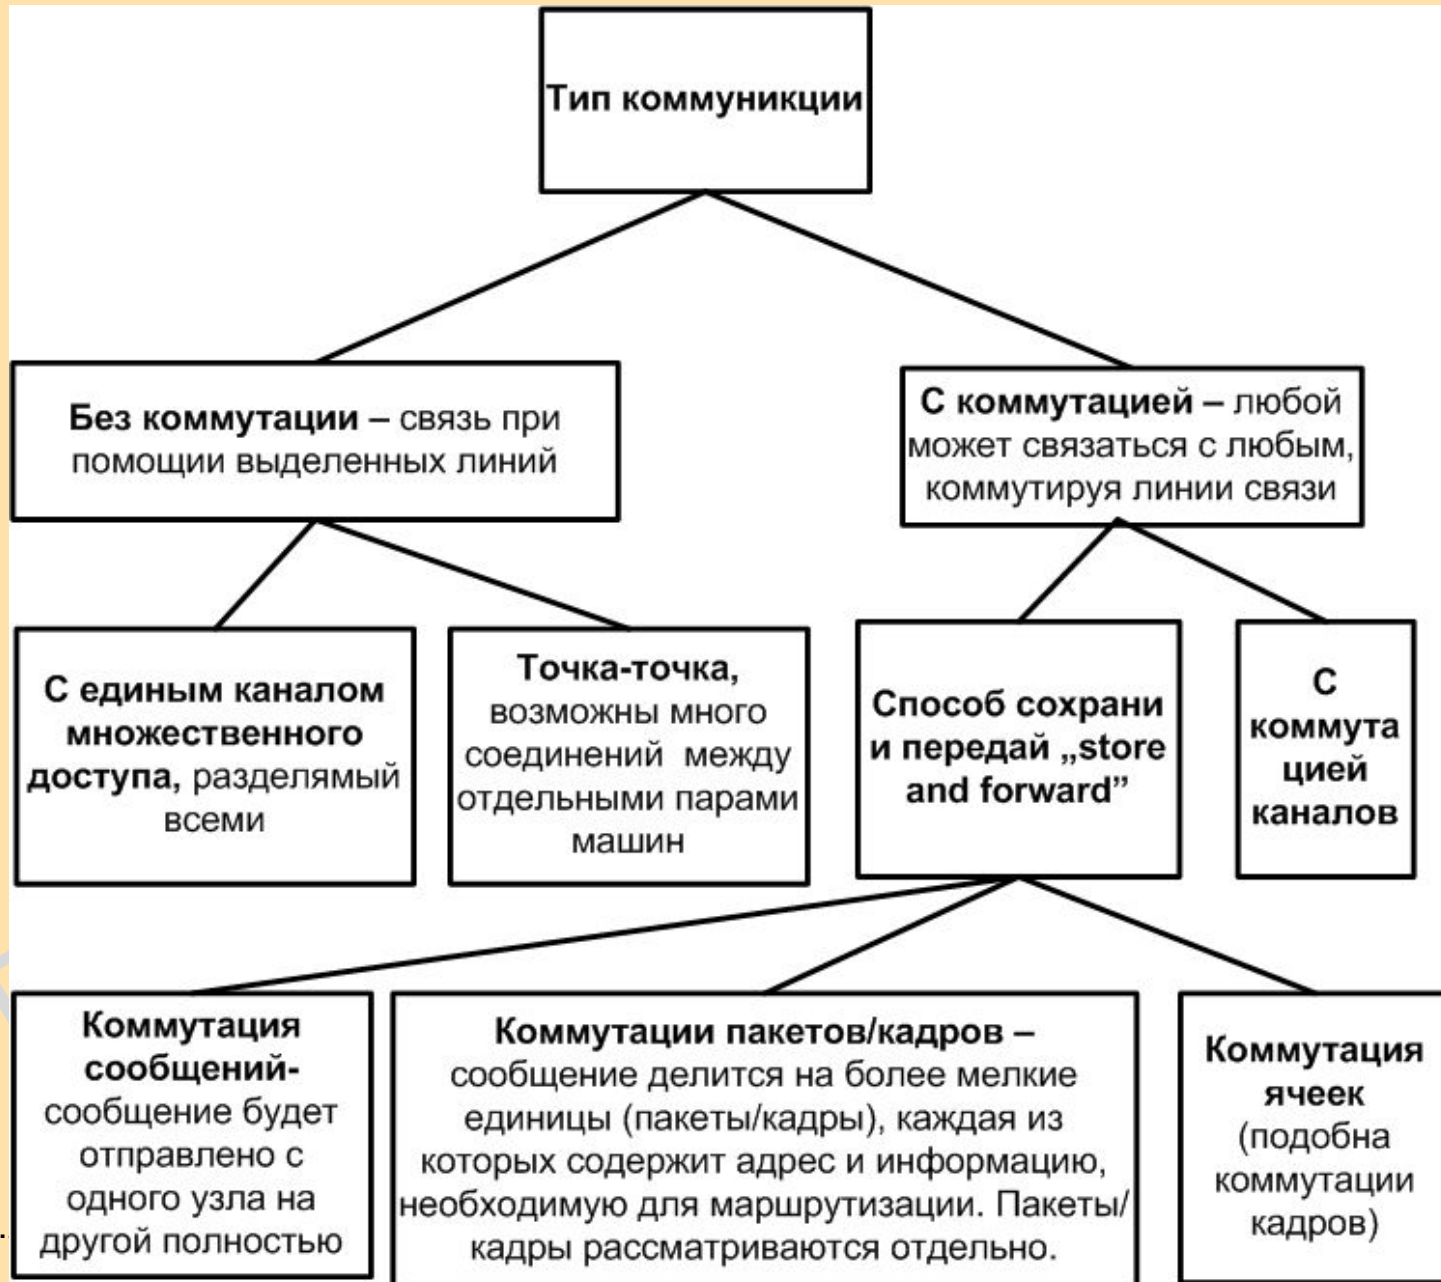 Тип коммуникции
Без коммутации – связь при
помощии выделенных линий
С коммутацией – любой
может связаться с любым,
коммутируя линии связи
С единым каналом
множественного
доступа, разделямый
всеми
Точка-точка,
возможны много
соединений между
отдельными парами
машин
Способ сохрани
и передай „store
and forward”
С
коммута
цией
каналов
Коммутация
сообщений-
сообщение будет
отправлено с
одного узла на
другой полностью
Коммутации пакетов/кадров –
сообщение делится на более мелкие
единицы (пакеты/кадры), каждая из
которых содержит адрес и информацию,
необходимую для маршрутизации. Пакеты/
кадры рассматриваются отдельно.
Коммутация
ячеек
(подобна
коммутации
кадров)